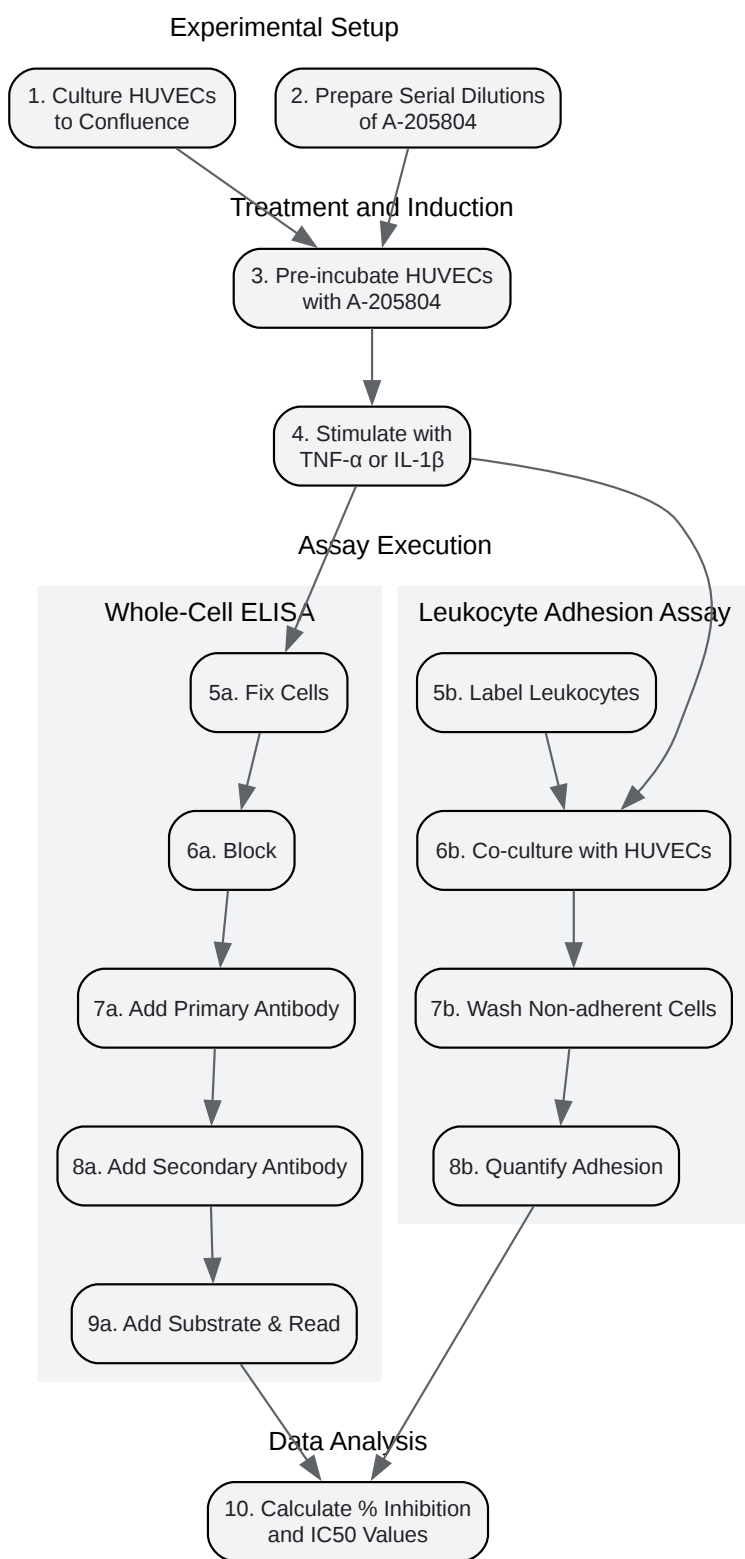 Experimental Setup
1. Culture HUVECs
to Confluence
2. Prepare Serial Dilutions
of A-205804
Treatment and Induction
3. Pre-incubate HUVECs
with A-205804
4. Stimulate with
TNF-α or IL-1β
Assay Execution
Whole-Cell ELISA
5a. Fix Cells
6a. Block
7a. Add Primary Antibody
8a. Add Secondary Antibody
9a. Add Substrate & Read
Leukocyte Adhesion Assay
5b. Label Leukocytes
6b. Co-culture with HUVECs
7b. Wash Non-adherent Cells
8b. Quantify Adhesion
Data Analysis
10. Calculate % Inhibition
and IC50 Values